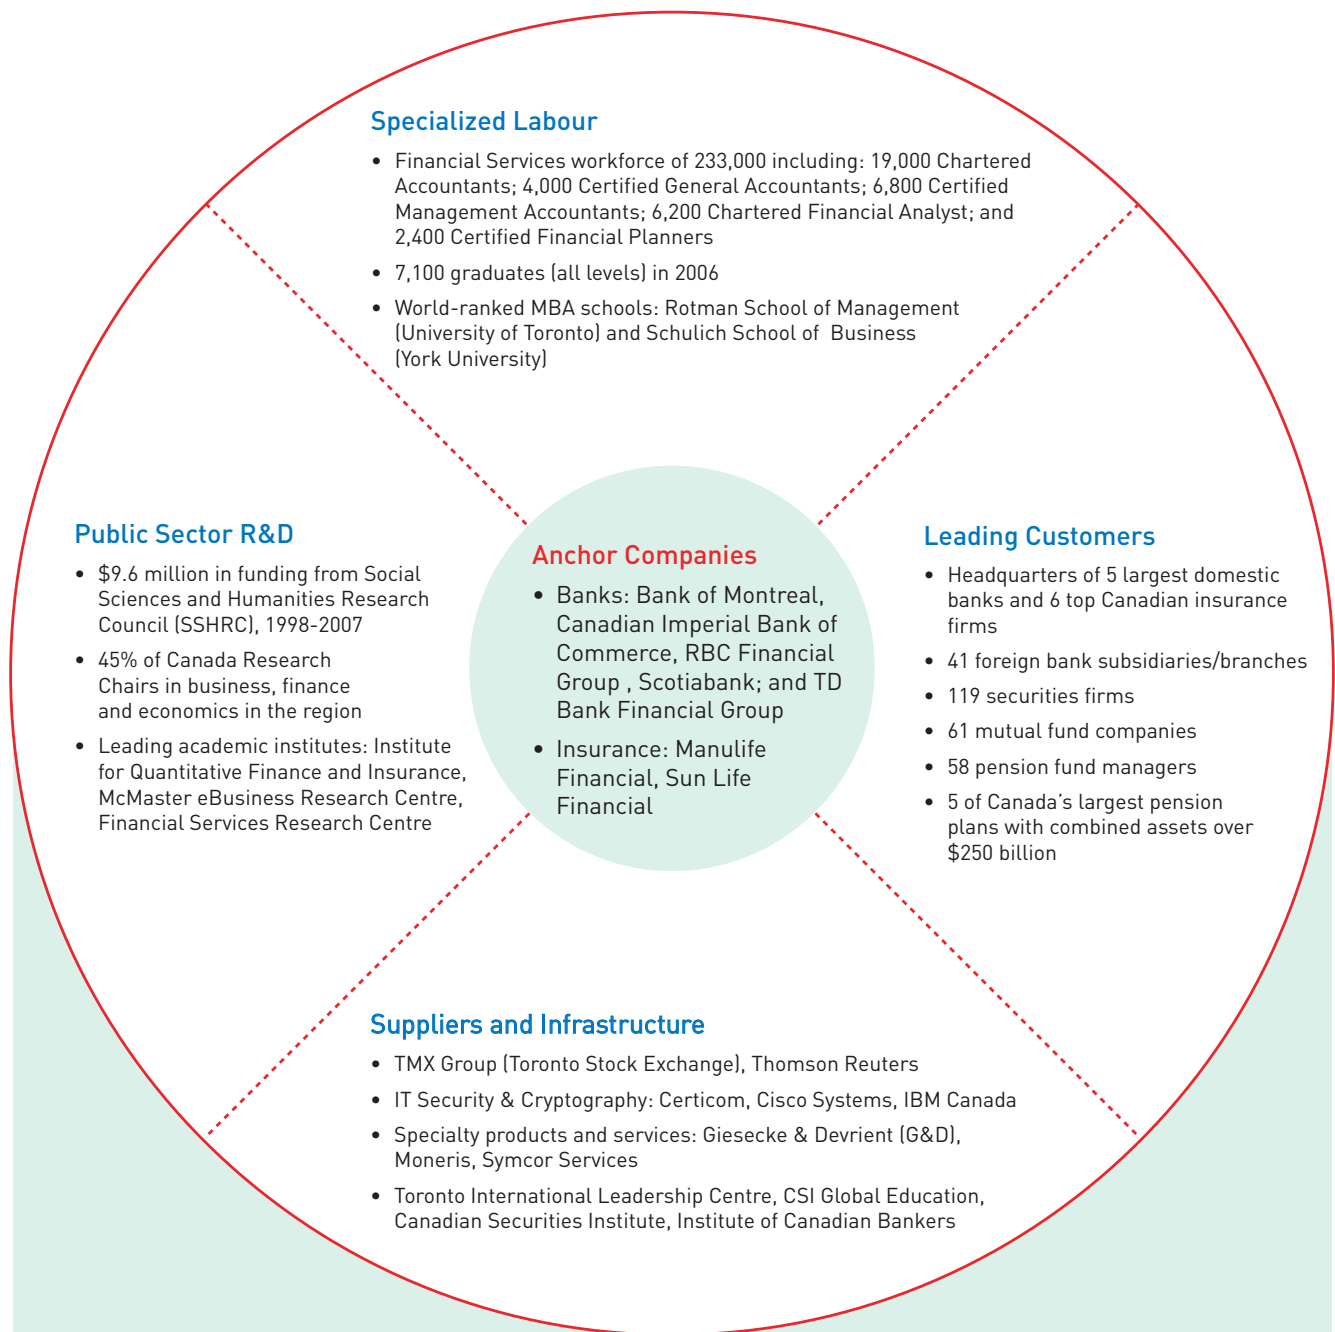 Specialized Labour
• Financial Services workforce of 233,000 including: 19,000 Chartered
Accountants; 4,000 Certified General Accountants; 6,800 Certified
Management Accountants; 6,200 Chartered Financial Analyst; and
2,400 Certified Financial Planners
• 7,100 graduates (all levels) in 2006
• World-ranked MBA schools: Rotman School of Management
(University of Toronto) and Schulich School of  Business
(York University)
Public Sector R&D
• $9.6 million in funding from Social
Sciences and Humanities Research
Council (SSHRC), 1998-2007
• 45% of Canada Research
Chairs in business, finance
and economics in the region
• Leading academic institutes: Institute
for Quantitative Finance and Insurance,
McMaster eBusiness Research Centre,
Financial Services Research Centre
Anchor Companies
• Banks: Bank of Montreal,
Canadian Imperial Bank of
Commerce, RBC Financial
Group , Scotiabank; and TD
Bank Financial Group
• Insurance: Manulife
Financial, Sun Life
Financial
Leading Customers
• Headquarters of 5 largest domestic
banks and 6 top Canadian insurance
firms
• 41 foreign bank subsidiaries/branches
• 119 securities firms
• 61 mutual fund companies
• 58 pension fund managers
• 5 of Canada's largest pension
plans with combined assets over
$250 billion
Suppliers and Infrastructure
• TMX Group (Toronto Stock Exchange), Thomson Reuters
• IT Security & Cryptography: Certicom, Cisco Systems, IBM Canada
• Specialty products and services: Giesecke & Devrient (G&D),
Moneris, Symcor Services
• Toronto International Leadership Centre, CSI Global Education,
Canadian Securities Institute, Institute of Canadian Bankers